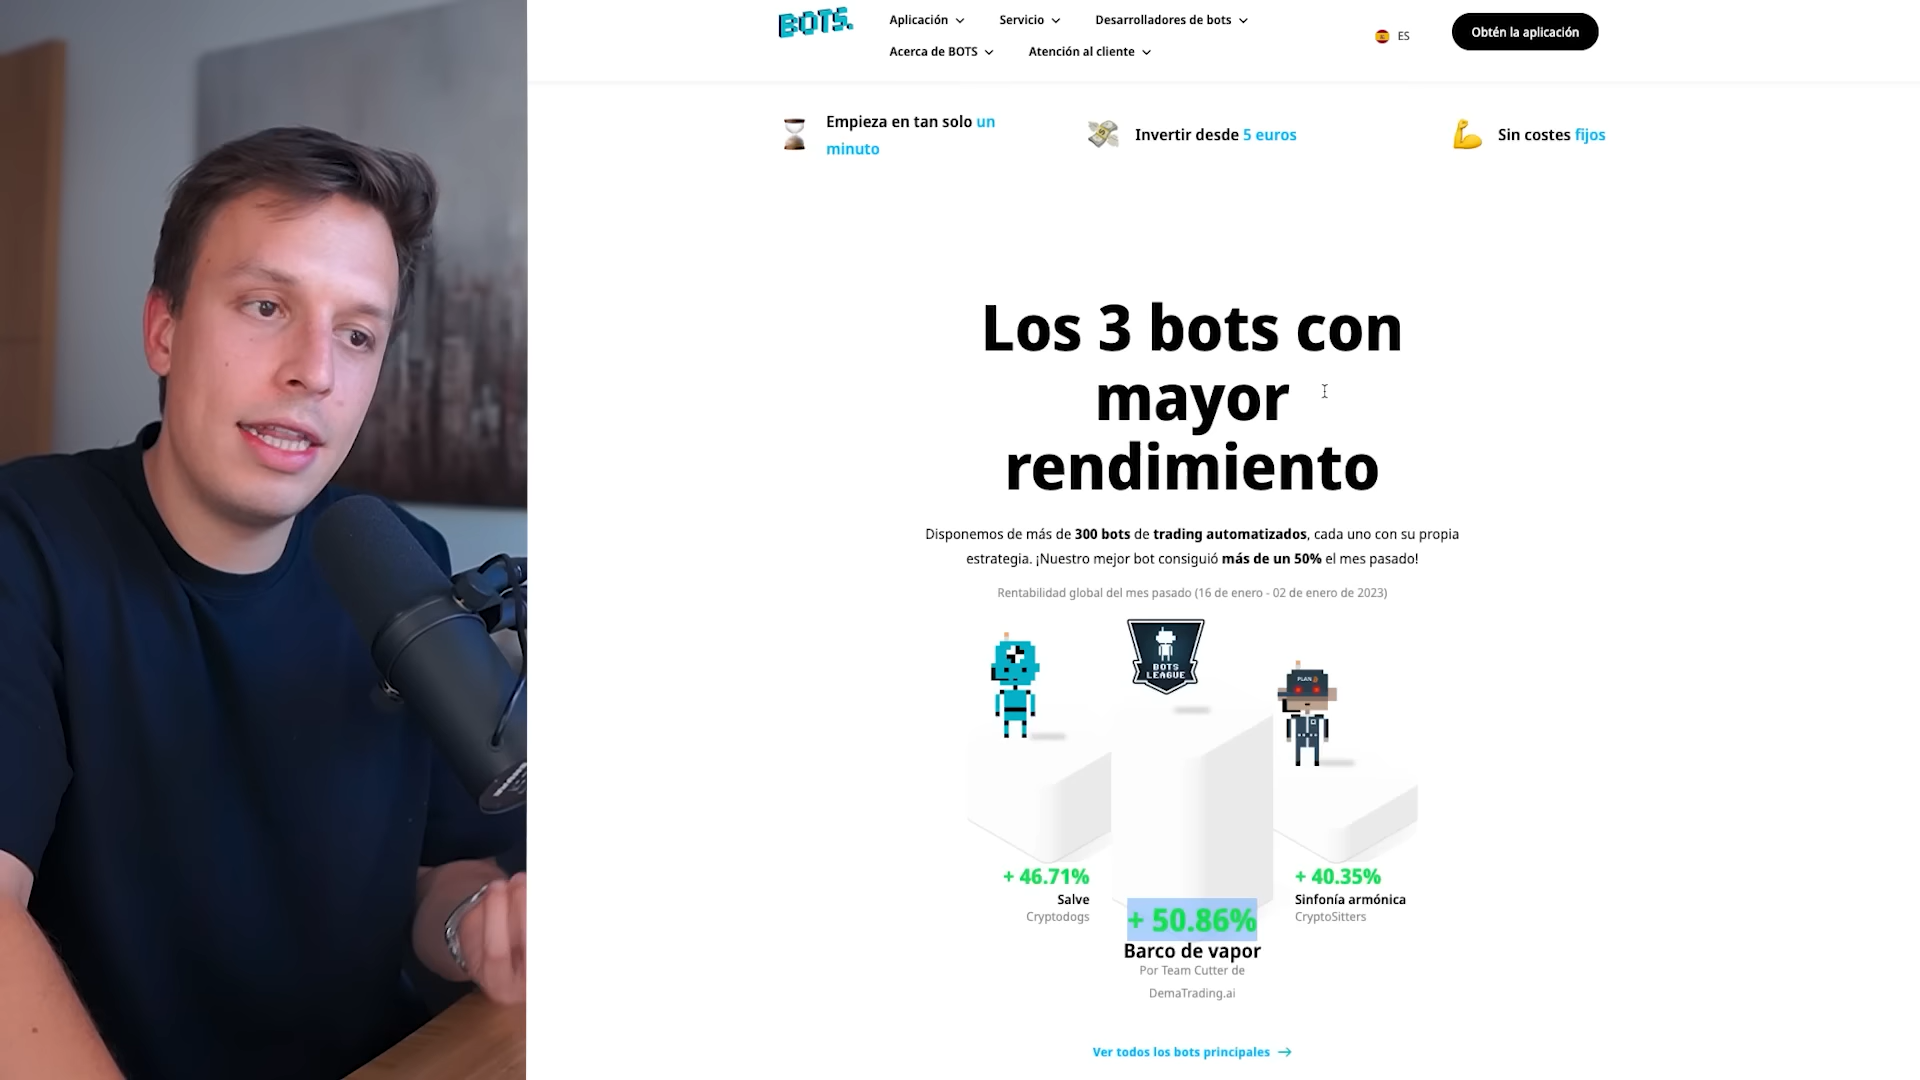 BOTS.
Aplicación
Servicio
Desarrolladores de bots
Acerca de BOTS
Atención al cliente
ES
Obtén la aplicación
Empieza en tan solo un
minuto
Invertir desde 5 euros
Sin costes fijos
Los 3 bots con
mayor
rendimiento
Disponemos de más de 300 bots de trading automatizados, cada uno con su propia
estrategia. ¡Nuestro mejor bot consiguió más de un 50% el mes pasado!
Rentabilidad global del mes pasado (16 de enero - 02 de enero de 2023)
BOTS
LEAGUE
PLAN
+ 46.71%
Salve
Cryptodogs
+ 50.86%
Barco de vapor
Por Team Cutter de
DemaTrading.ai
+ 40.35%
Sinfonía armónica
CryptoSitters
Ver todos los bots principales